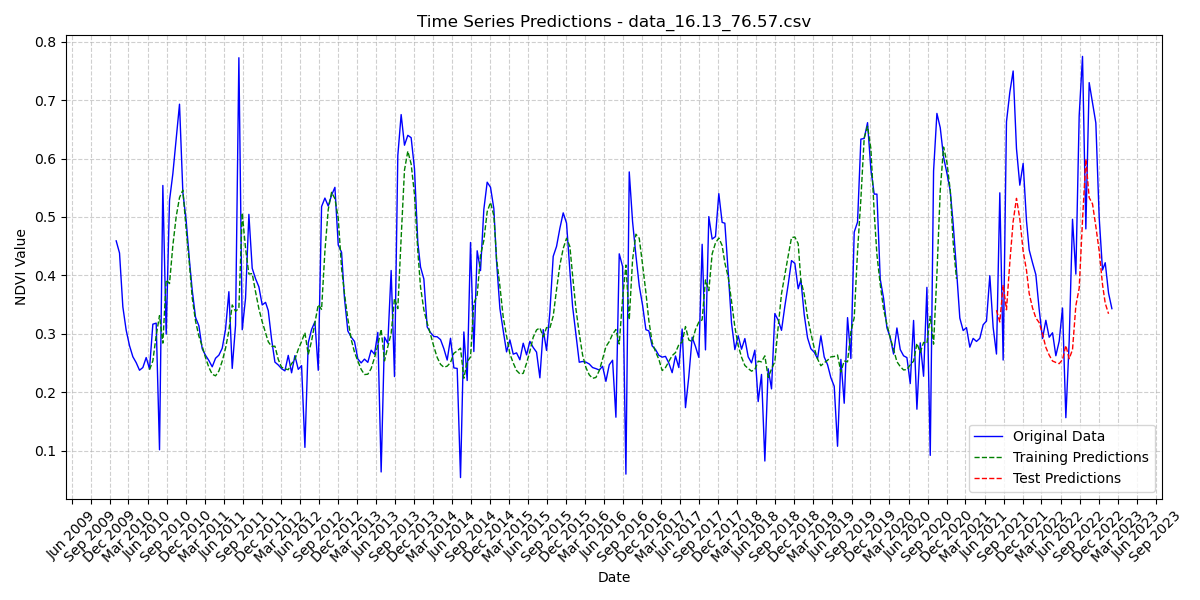 Time Series Predictions - data_16.13_76.57.csv
NDVI Value
0.8
0.7
0.6
0.5
0.4
0.3
0.2
0.1
Original Data
Training Predictions
Test Predictions
Jun 2009
Sep 2009
Dec 2009
Mar 2010
Jun 2010
Sep 2010
Dec 2010
Mar 2011
Jun 2011
Sep 2011
Dec 2011
Mar 2012
Jun 2012
Sep 2012
Dec 2012
Mar 2013
Jun 2013
Sep 2013
Dec 2013
Mar 2014
Jun 2014
Sep 2014
Dec 2014
Mar 2015
Jun 2015
Sep 2015
Dec 2015
Mar 2016
Jun 2016
Sep 2016
Dec 2016
Mar 2017
Jun 2017
Sep 2017
Dec 2017
Mar 2018
Jun 2018
Sep 2018
Dec 2018
Mar 2019
Jun 2019
Sep 2019
Dec 2019
Mar 2020
Jun 2020
Sep 2020
Dec 2020
Mar 2021
Jun 2021
Sep 2021
Dec 2021
Mar 2022
Jun 2022
Sep 2022
Dec 2022
Mar 2023
Jun 2023
Sep 2023
Date